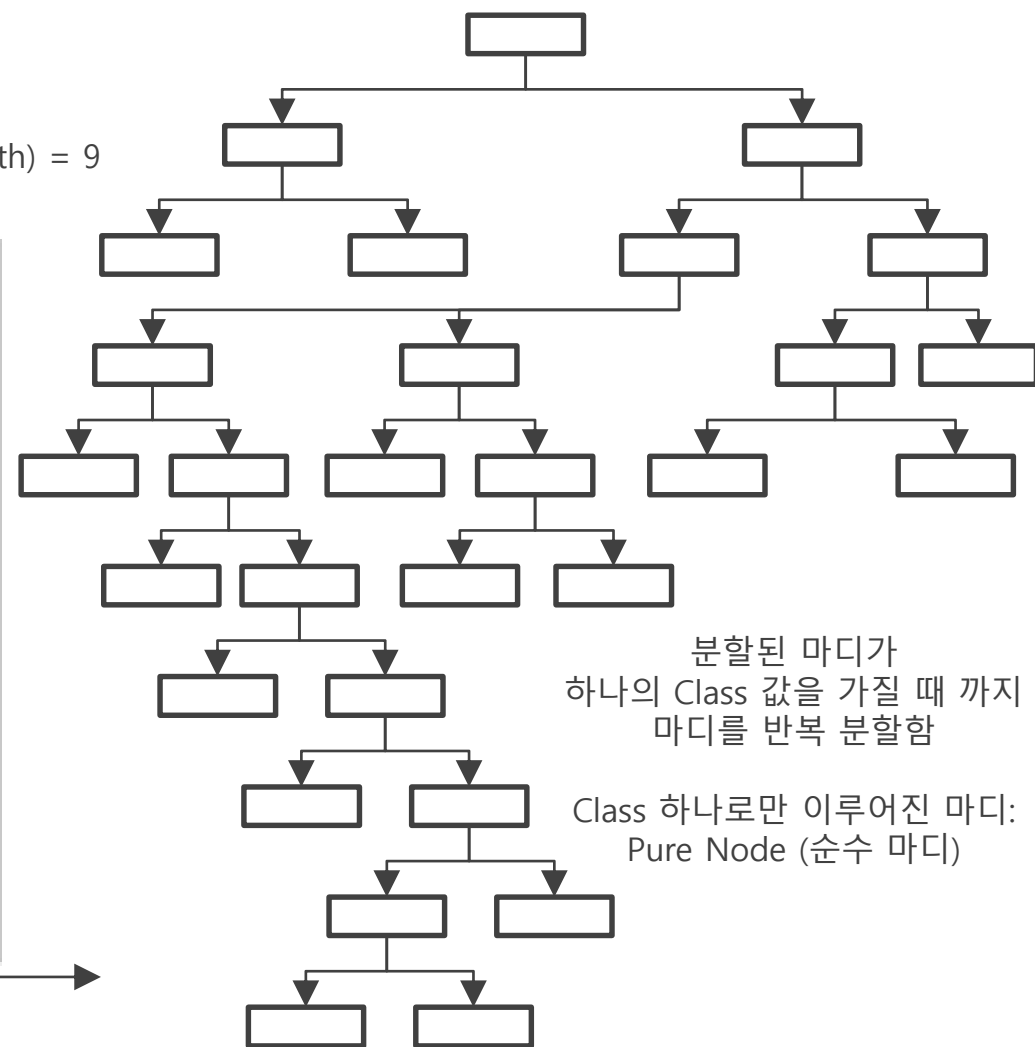 th) = 9
분할된 마디가
하나의 Class 값을 가질 때 까지
마디를 반복 분할함
Class 하나로만 이루어진 마디:
Pure Node (순수 마디)